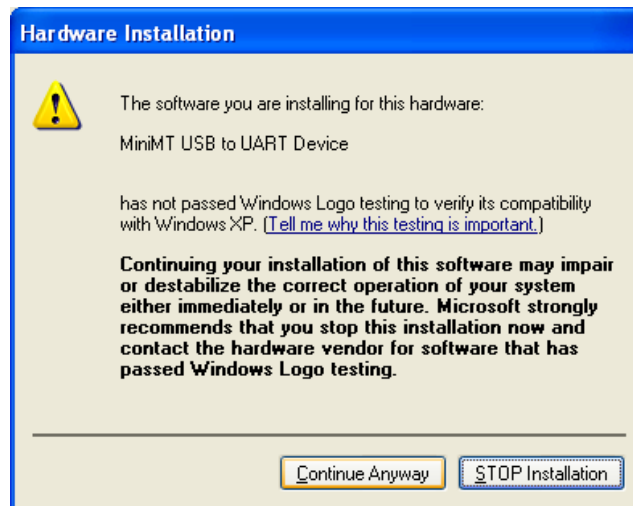 Hardware Installation
The software you are installing for this hardware:
MiniMT USB to UART Device
has not passed Windows Logo testing to verify its compatibility
with Windows XP. (Tell me why this testing is important.)
Continuing your installation of this software may impair
or destabilize the correct operation of your system
either immediately or in the future. Microsoft strongly
recommends that you stop this installation now and
contact the hardware vendor for software that has
passed Windows Logo testing.
Continue Anyway STOP Installation